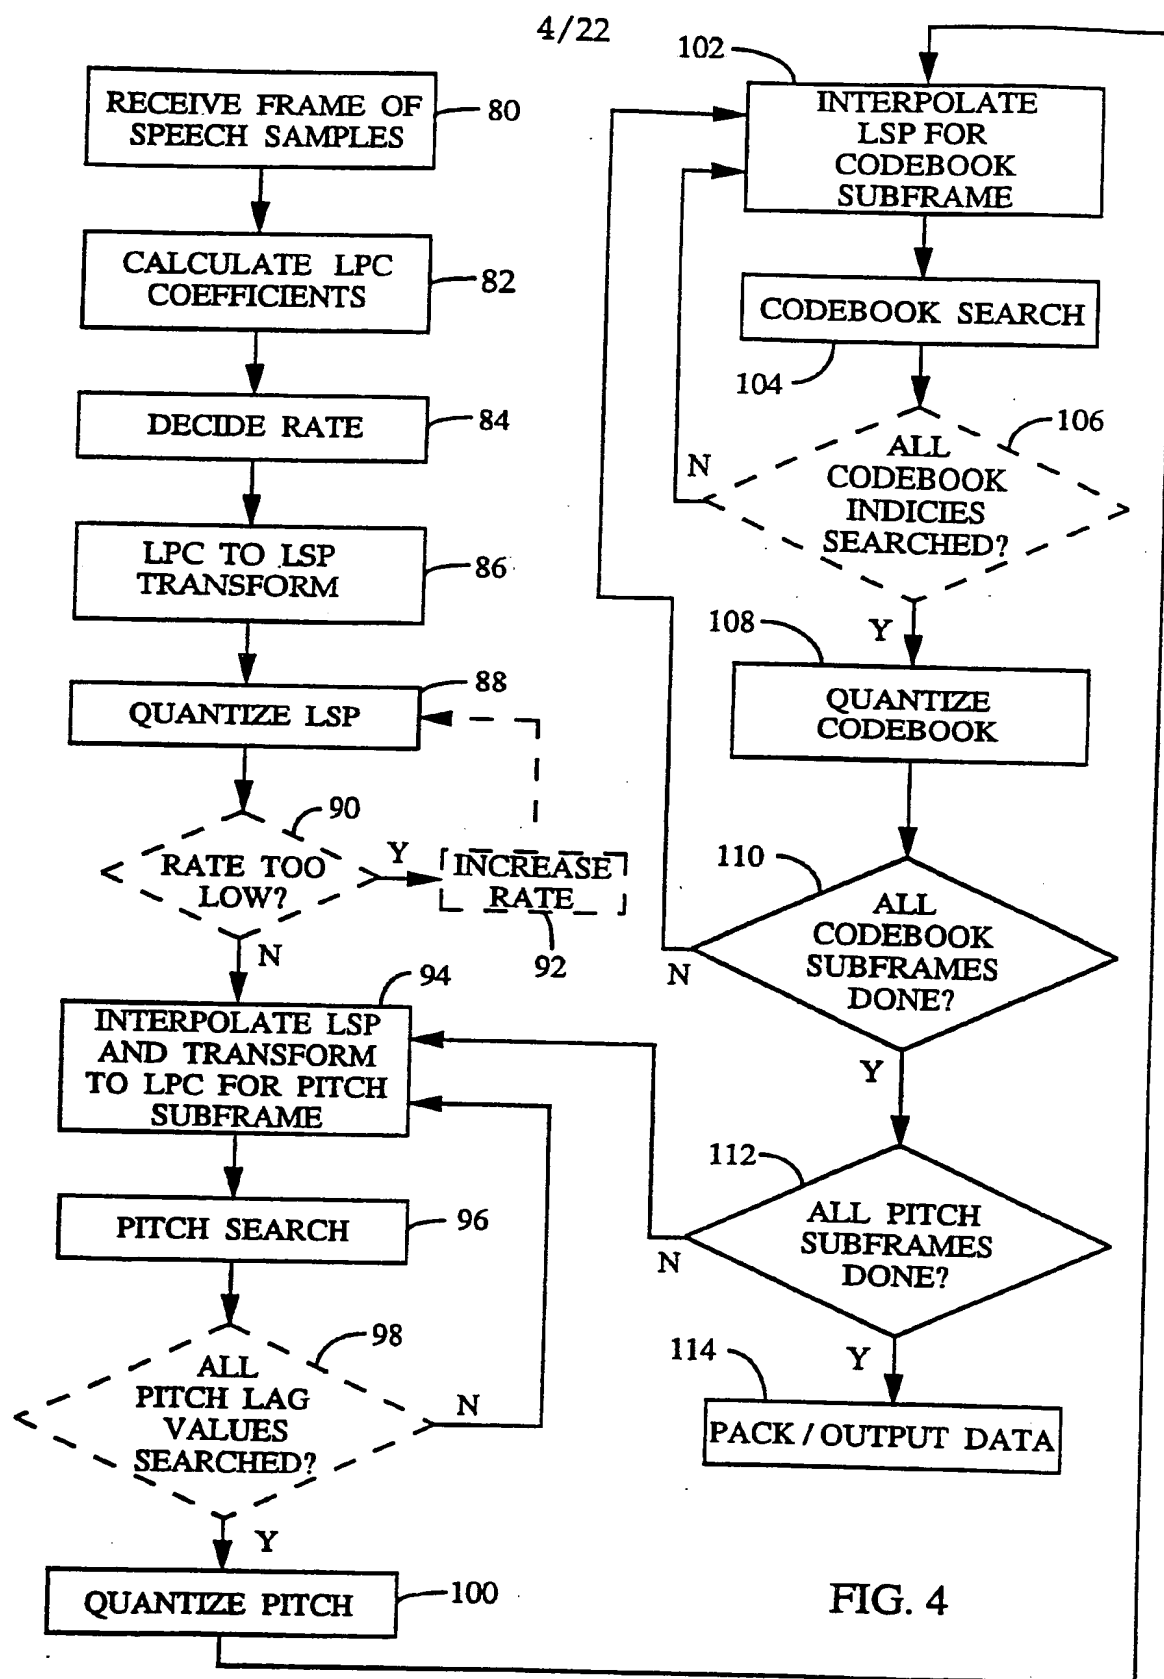 4/22
RECEIVE FRAME OF
SPEECH SAMPLES
80
CALCULATE LPC
COEFFICIENTS
82
DECIDE RATE
84
LPC TO LSP
TRANSFORM
86
QUANTIZE LSP
88
RATE TOO
LOW?
90
Y
N
INCREASE
RATE
92
INTERPOLATE LSP
AND TRANSFORM
TO LPC FOR PITCH
SUBFRAME
94
PITCH SEARCH
96
ALL
PITCH LAG
VALUES
SEARCHED?
98
N
Y
QUANTIZE PITCH
100
102
INTERPOLATE
LSP FOR
CODEBOOK
SUBFRAME
CODEBOOK SEARCH
104
ALL
CODEBOOK
INDICIES
SEARCHED?
106
N
Y
108
QUANTIZE
CODEBOOK
110
ALL
CODEBOOK
SUBFRAMES
DONE?
N
Y
112
ALL PITCH
SUBFRAMES
DONE?
N
Y
114
PACK / OUTPUT DATA
FIG. 4